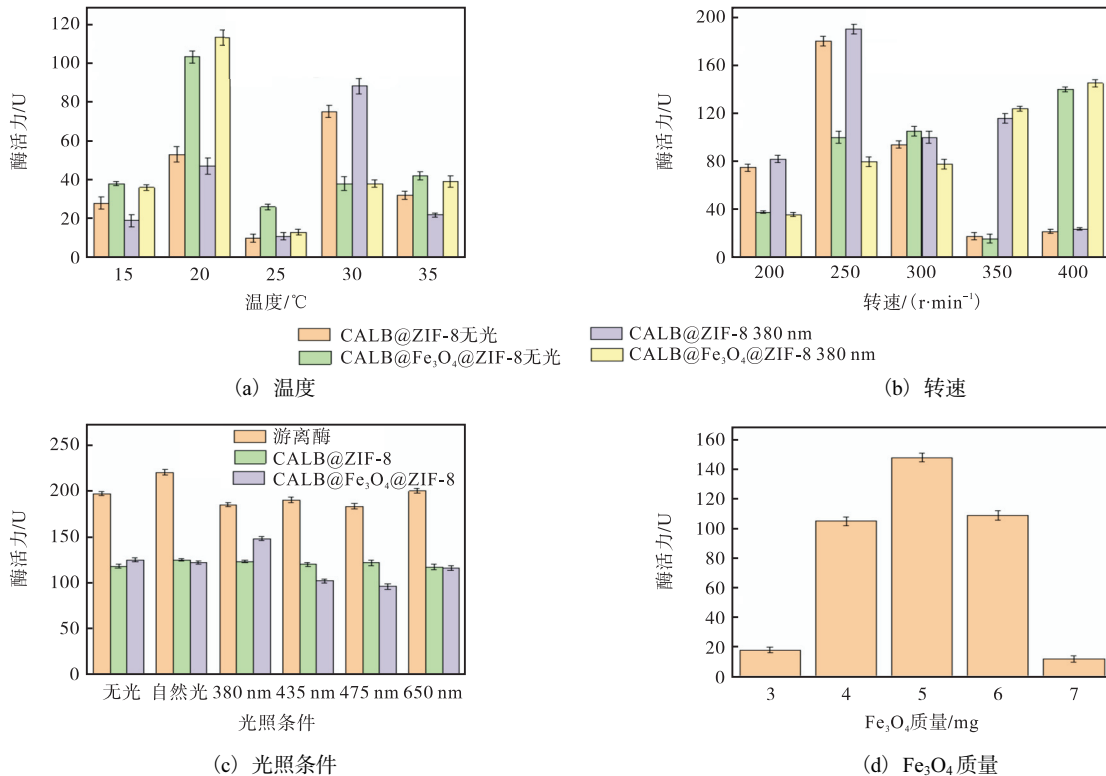 120
100
80
60
40
20
0
酶活力/U
15 20 25 30 35
温度/℃
200
160
120
80
40
0
酶活力/U
200 250 300 350 400
转速/(r·min⁻¹)
CALB@ZIF-8无光
CALB@Fe₃O₄@ZIF-8无光
CALB@ZIF-8 380 nm
CALB@Fe₃O₄@ZIF-8 380 nm
(a) 温度
(b) 转速
250
200
150
100
50
0
酶活力/U
游离酶
CALB@ZIF-8
CALB@Fe₃O₄@ZIF-8
无光 自然光 380 nm 435 nm 475 nm 650 nm
光照条件
(c) 光照条件
160
140
120
100
80
60
40
20
0
酶活力/U
3 4 5 6 7
Fe₃O₄质量/mg
(d) Fe₃O₄质量